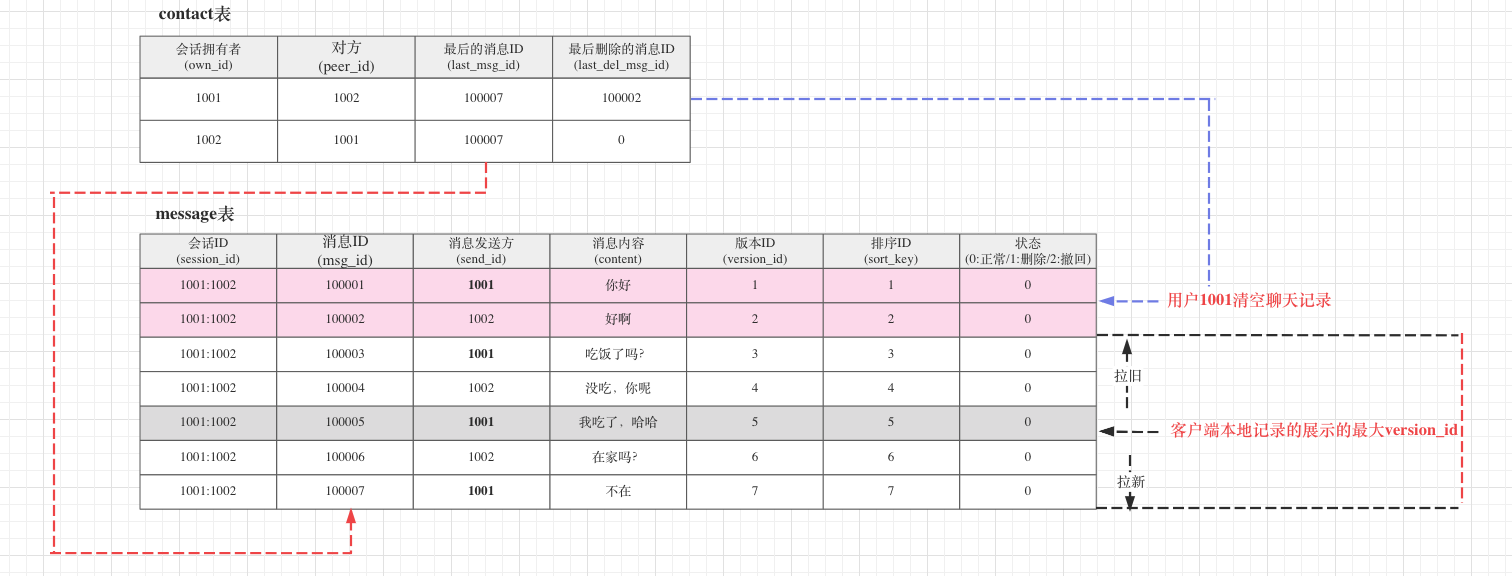 contact表
会话拥有者 对方 最后的消息ID 最后删除的消息ID
(own_id) (peer_id) (last_msg_id) (last_del_msg_id)
1001 1002 100007 100002
1002 1001 100007 0
message表
会话ID 消息ID 消息发送方 消息内容 版本ID 排序ID 状态
(session_id) (msg_id) (send_id) (content) (version_id) (sort_key) (0:正常/1:删除/2:撤回)
1001:1002 100001 1001 你好 1 1 0
用户1001清空聊天记录
1001:1002 100002 1002 好啊 2 2 0
1001:1002 100003 1001 吃饭了吗? 3 3 0
拉旧
1001:1002 100004 1002 没吃，你呢 4 4 0
1001:1002 100005 1001 我吃了，哈哈 5 5 0
客户端本地记录的展示的最大version_id
1001:1002 100006 1002 在家吗? 6 6 0
拉新
1001:1002 100007 1001 不在 7 7 0